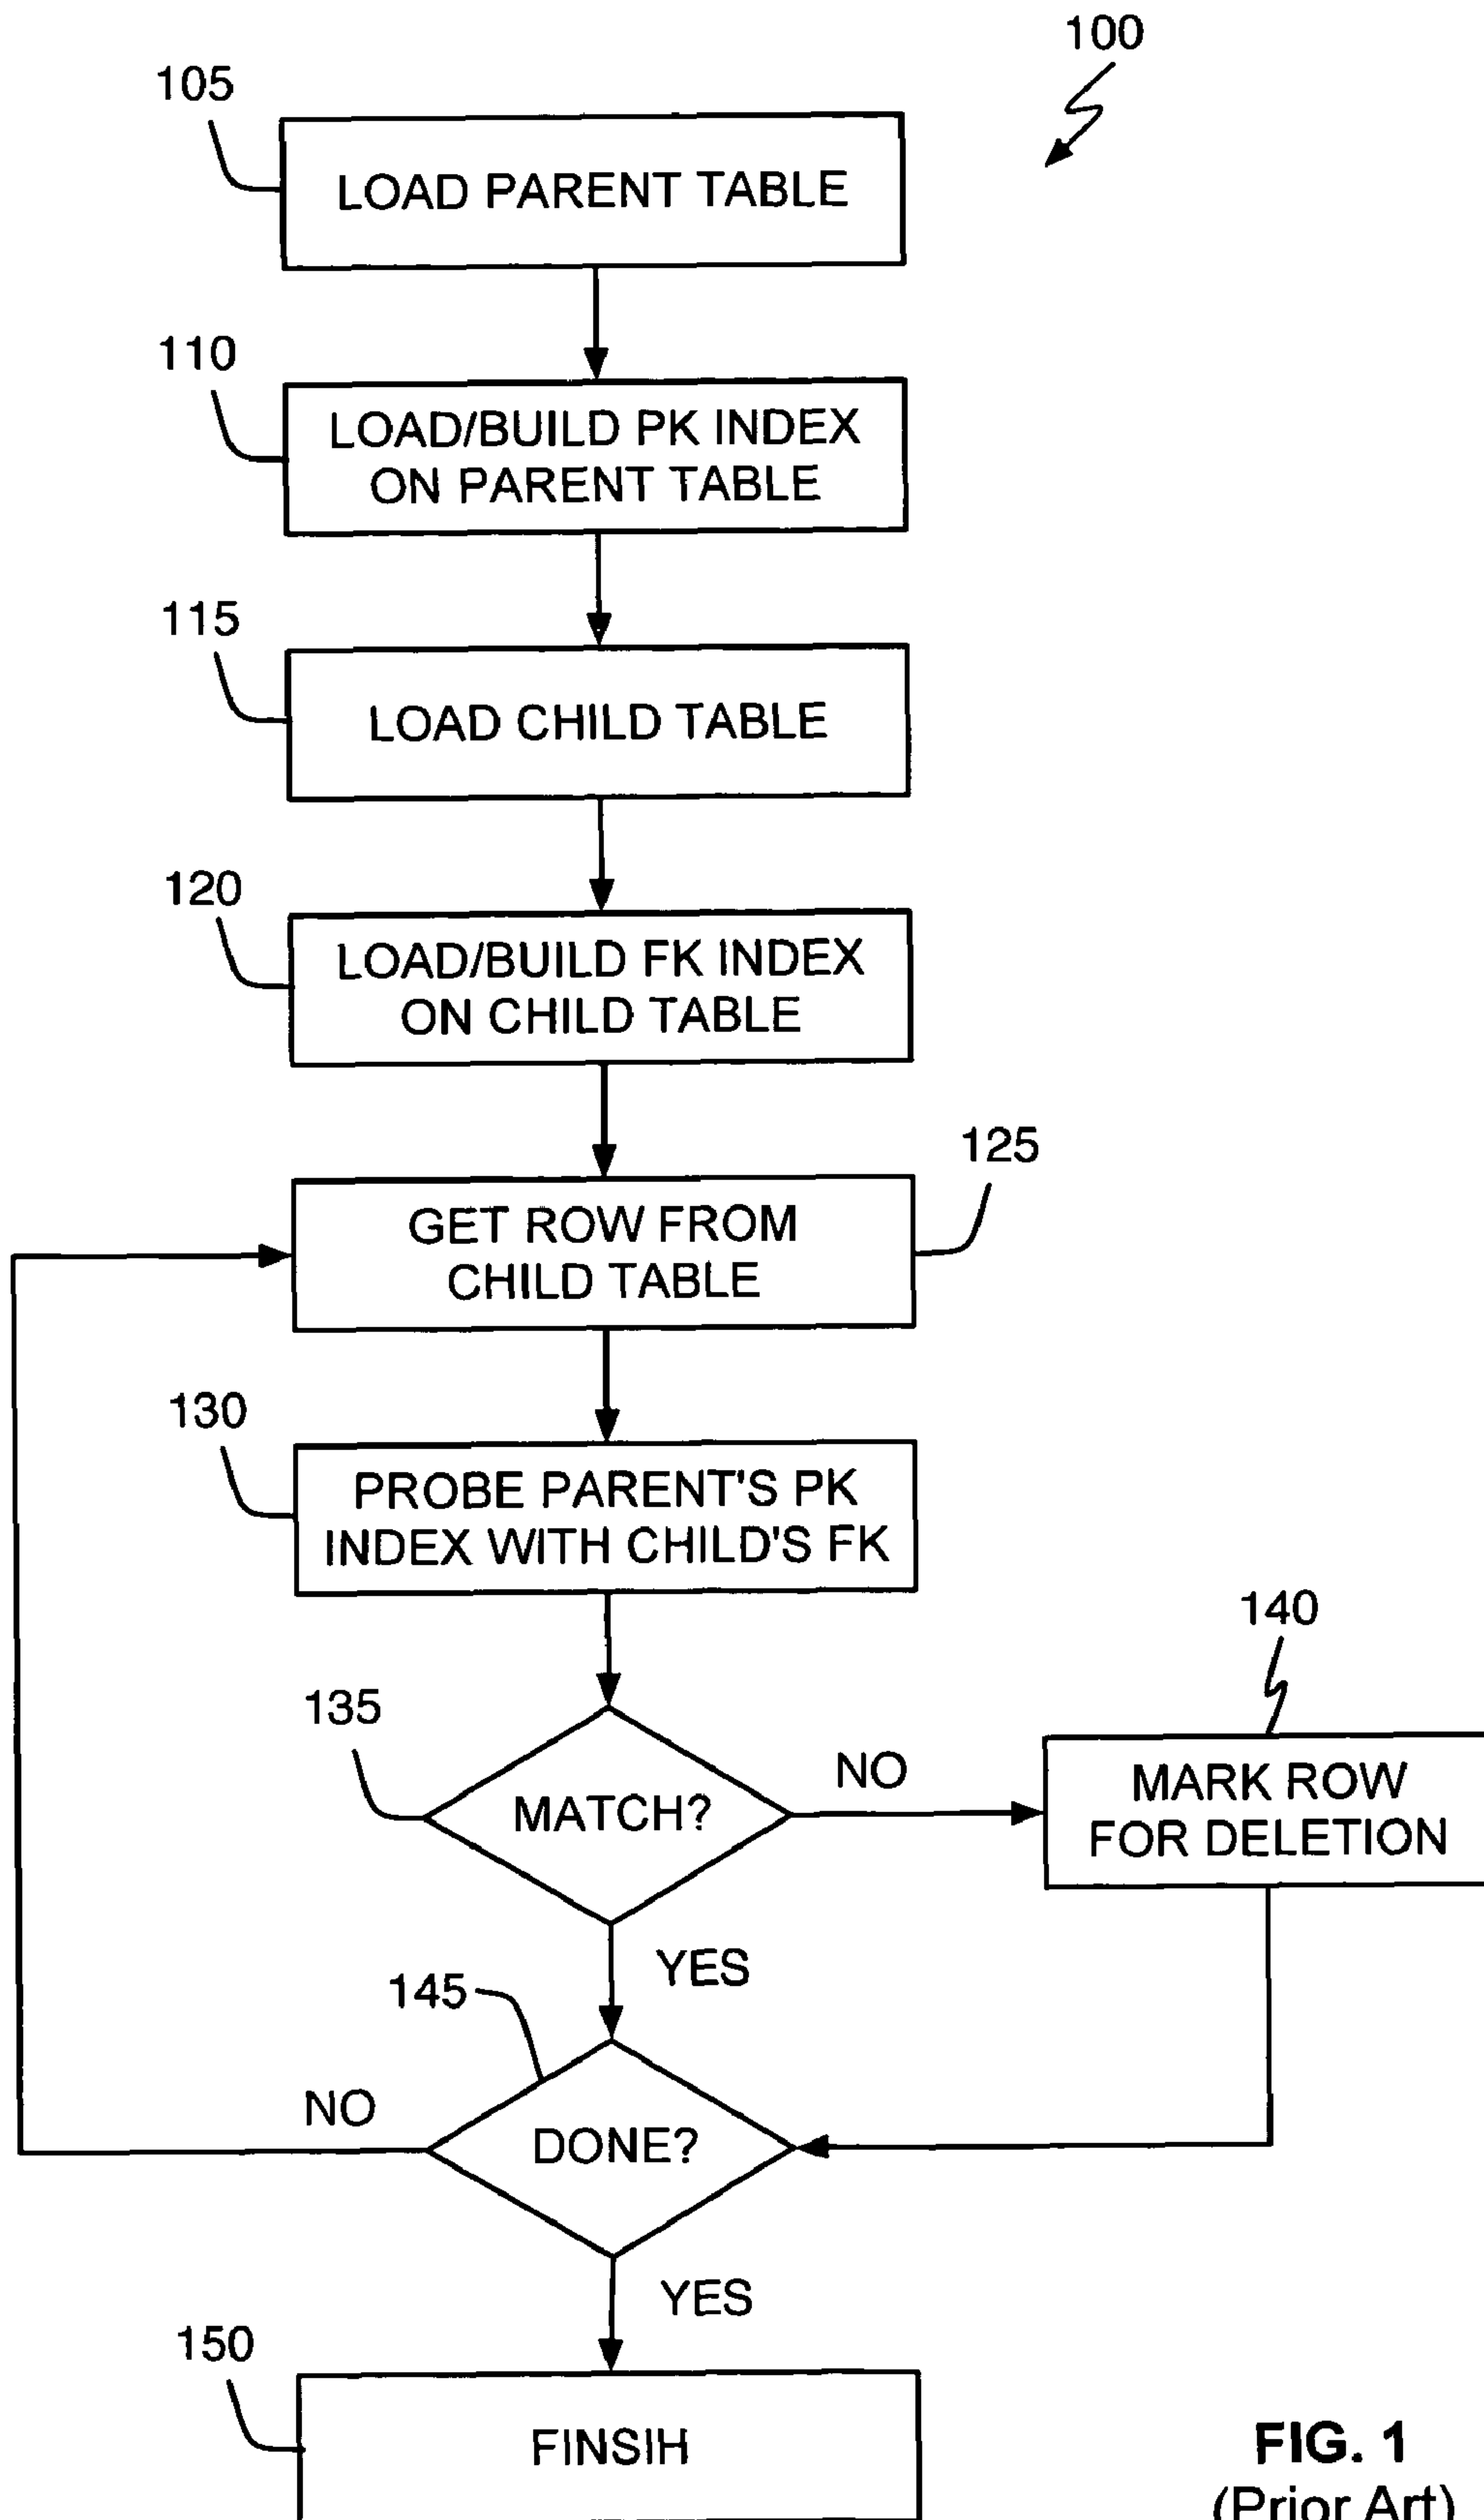 100
105
LOAD PARENT TABLE
110
LOAD/BUILD PK INDEX
ON PARENT TABLE
115
LOAD CHILD TABLE
120
LOAD/BUILD FK INDEX
ON CHILD TABLE
125
GET ROW FROM
CHILD TABLE
130
PROBE PARENT'S PK
INDEX WITH CHILD'S FK
135
MATCH?
NO
140
MARK ROW
FOR DELETION
YES
145
DONE?
NO
YES
150
FINSIH
FIG. 1
(Prior Art)